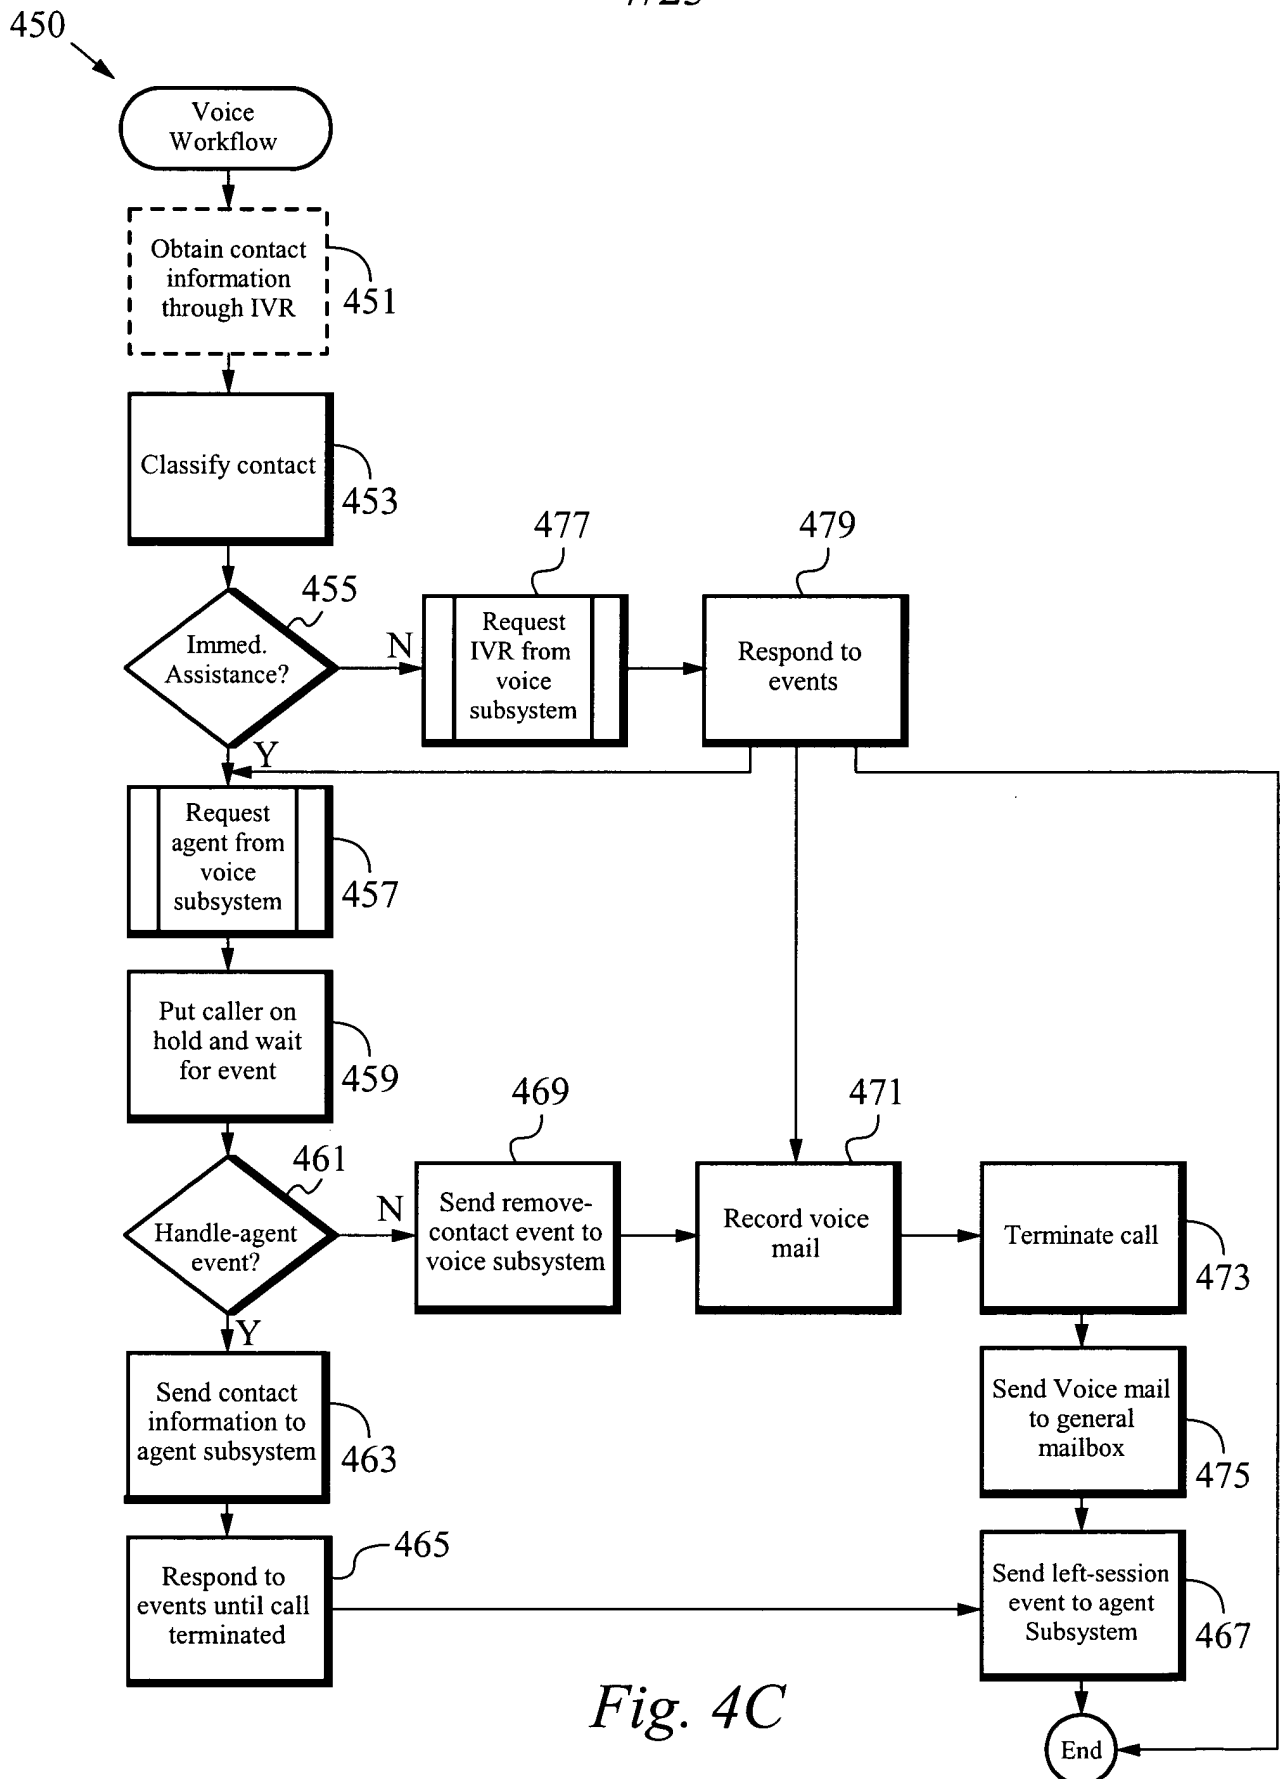 450
Voice
Workflow
Obtain contact
information
through IVR
451
Classify contact
453
477
479
455
Immed.
Assistance?
N
Request
IVR from
voice
subsystem
Respond to
events
Y
Request
agent from
voice
subsystem
457
Put caller on
hold and wait
for event
459
469
471
461
Handle-agent
event?
N
Send remove-
contact event to
voice subsystem
Record voice
mail
Terminate call
473
Y
Send contact
information to
agent subsystem
463
Send Voice mail
to general
mailbox
475
465
Respond to
events until call
terminated
Send left-session
event to agent
Subsystem
467
Fig. 4C
End